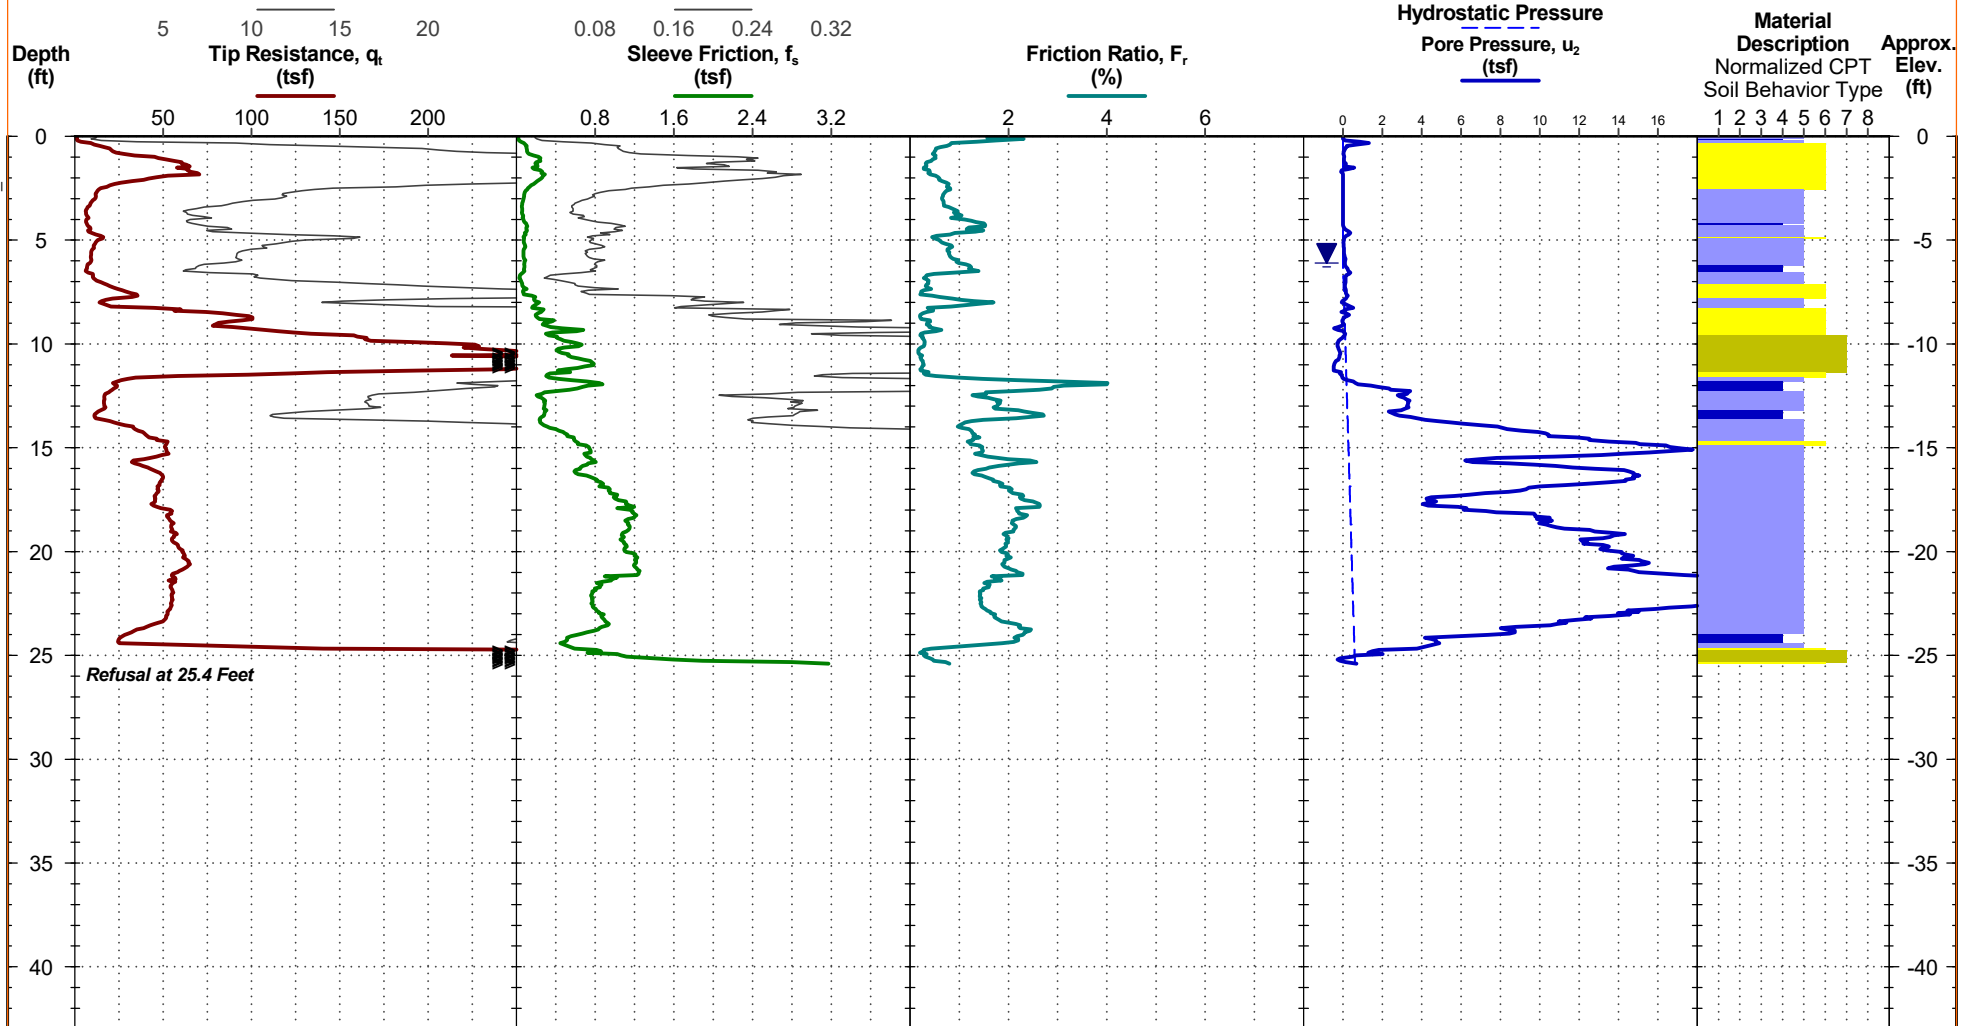 5 10 15 20
0.08 0.16 0.24 0.32
Hydrostatic Pressure
Depth
(ft)
Tip Resistance, qt
(tsf)
Sleeve Friction, fs
(tsf)
Friction Ratio, Fr
(%)
Pore Pressure, u2
(tsf)
Material
Description
Normalized CPT
Soil Behavior Type
Approx.
Elev.
(ft)
50 100 150 200
0.8 1.6 2.4 3.2
2 4 6
0 2 4 6 8 10 12 14 16
1 2 3 4 5 6 7 8
0 0
5 -5
10 -10
15 -15
20 -20
25 -25
Refusal at 25.4 Feet
30 -30
35 -35
40 -40